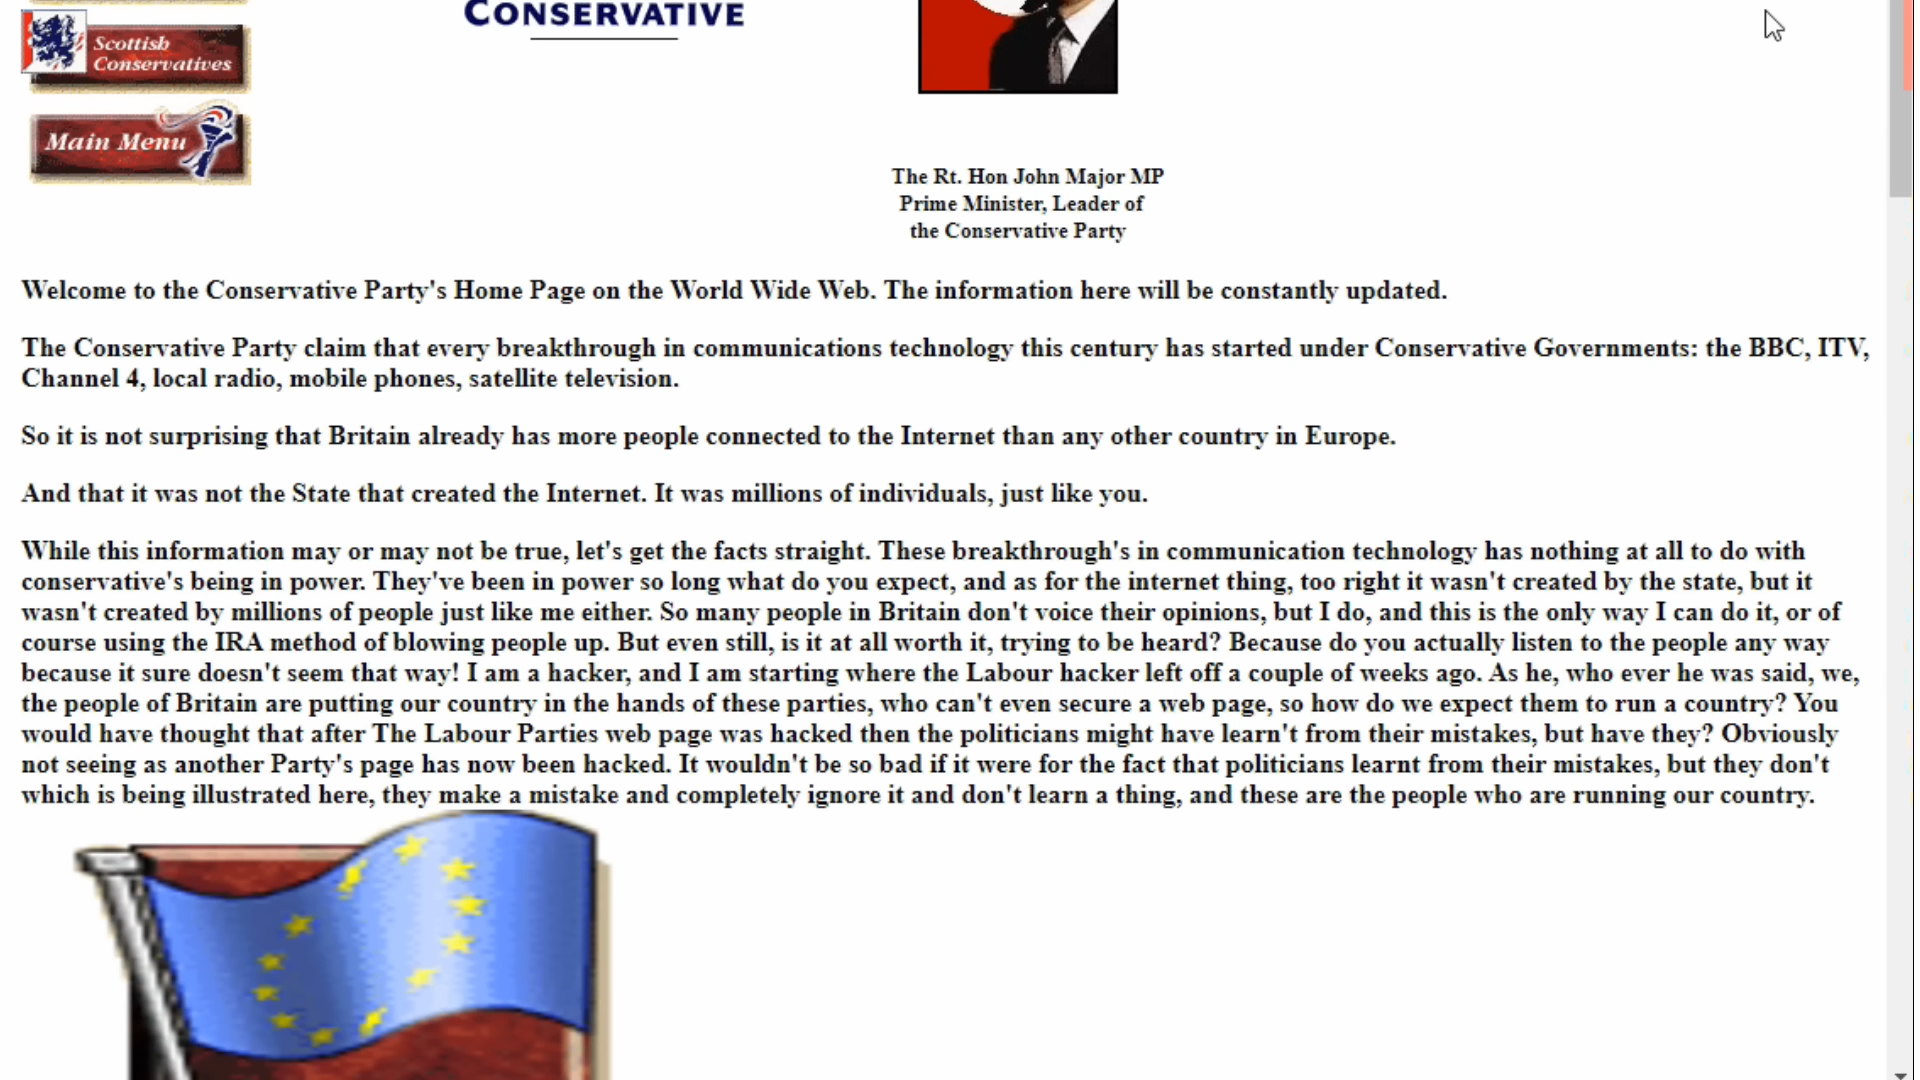 CONSERVATIVE
Scottish
Conservatives
Main Menu
The Rt. Hon John Major MP
Prime Minister, Leader of
the Conservative Party
Welcome to the Conservative Party's Home Page on the World Wide Web. The information here will be constantly updated.
The Conservative Party claim that every breakthrough in communications technology this century has started under Conservative Governments: the BBC, ITV,
Channel 4, local radio, mobile phones, satellite television.
So it is not surprising that Britain already has more people connected to the Internet than any other country in Europe.
And that it was not the State that created the Internet. It was millions of individuals, just like you.
While this information may or may not be true, let's get the facts straight. These breakthrough's in communication technology has nothing at all to do with
conservative's being in power. They've been in power so long what do you expect, and as for the internet thing, too right it wasn't created by the state, but it
wasn't created by millions of people just like me either. So many people in Britain don't voice their opinions, but I do, and this is the only way I can do it, or of
course using the IRA method of blowing people up. But even still, is it at all worth it, trying to be heard? Because do you actually listen to the people any way
because it sure doesn't seem that way! I am a hacker, and I am starting where the Labour hacker left off a couple of weeks ago. As he, who ever he was said, we,
the people of Britain are putting our country in the hands of these parties, who can't even secure a web page, so how do we expect them to run a country? You
would have thought that after The Labour Parties web page was hacked then the politicians might have learn't from their mistakes, but have they? Obviously
not seeing as another Party's page has now been hacked. It wouldn't be so bad if it were for the fact that politicians learnt from their mistakes, but they don't
which is being illustrated here, they make a mistake and completely ignore it and don't learn a thing, and these are the people who are running our country.